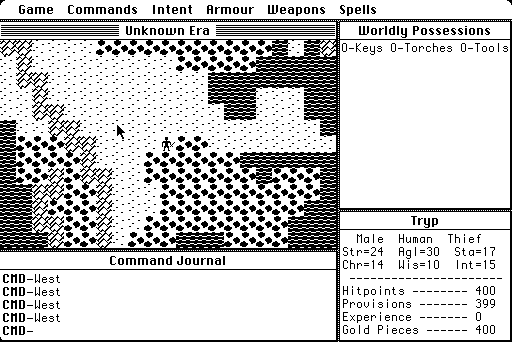 Game Commands Intent Armour Weapons Spells
Unknown Era
Worldly Possessions
0-Keys 0-Torches 0-Tools
Tryp
Male Human Thief
Str=24 Agl=30 Sta=17
Chr=14 Wis=10 Int=15
Hitpoints -------- 400
Provisions ------- 399
Experience ------- 0
Gold Pieces ------ 400
Command Journal
CMD-West
CMD-West
CMD-West
CMD-West
CMD-